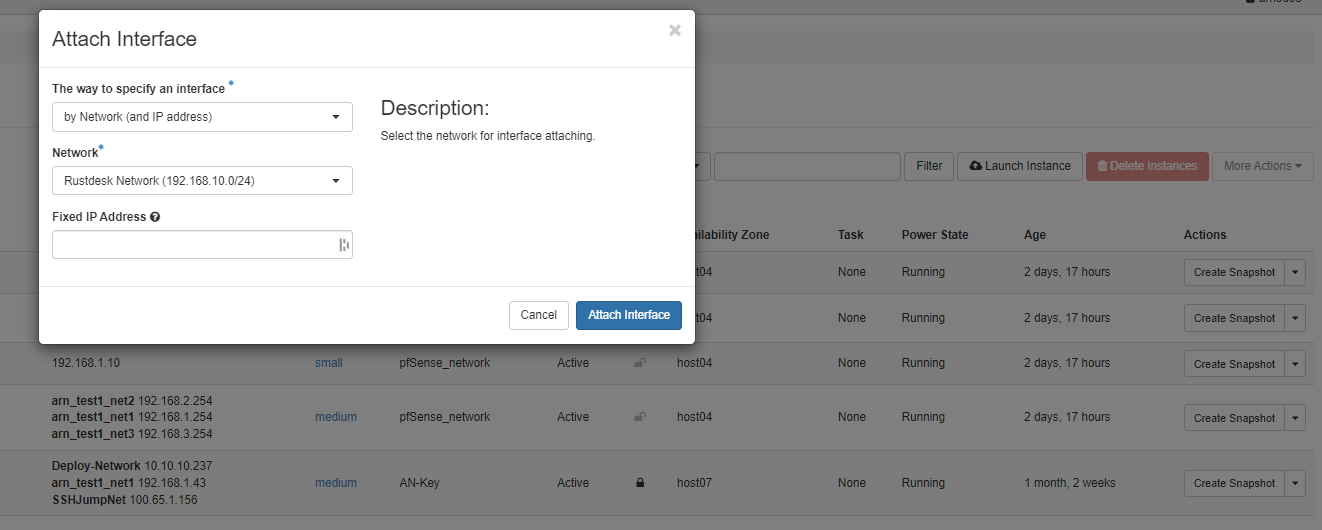 Attach Interface
×
The way to specify an interface *
by Network (and IP address)
Description:
Select the network for interface attaching.
Network*
Rustdesk Network (192.168.10.0/24)
Filter
Launch Instance
Delete Instances
More Actions
Fixed IP Address
Zone Task Power State Age Actions
None Running 2 days, 17 hours Create Snapshot
Cancel Attach Interface
None Running 2 days, 17 hours Create Snapshot
192.168.1.10 small pfSense_network Active host04 None Running 2 days, 17 hours Create Snapshot
arn_test1_net2 192.168.2.254
arn_test1_net1 192.168.1.254 medium pfSense_network Active host04 None Running 2 days, 17 hours Create Snapshot
arn_test1_net3 192.168.3.254
Deploy-Network 10.10.10.237
arn_test1_net1 192.168.1.43 medium AN-Key Active host07 None Running 1 month, 2 weeks Create Snapshot
SSHJumpNet 100.65.1.156